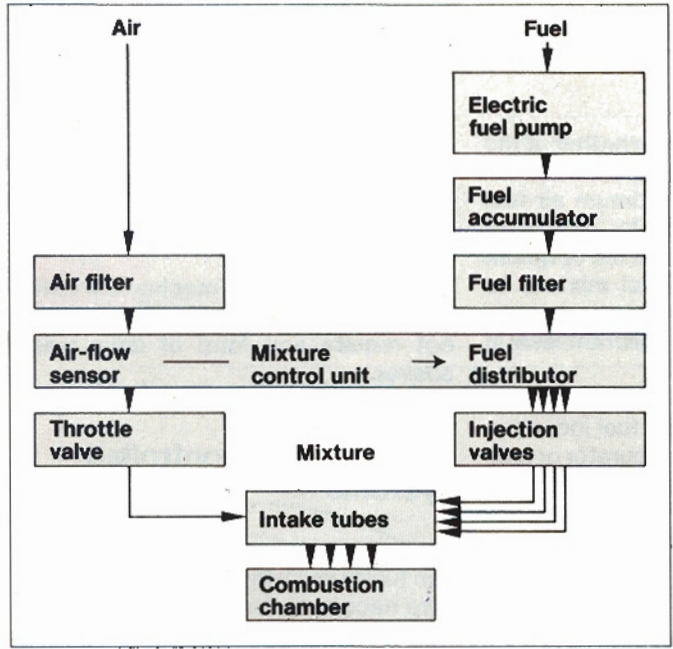 Air
Fuel
Electric
fuel pump
Fuel
accumulator
Air filter
Fuel filter
Air-flow
sensor
Mixture
control unit
Fuel
distributor
Throttle
valve
Mixture
Injection
valves
Intake tubes
Combustion
chamber